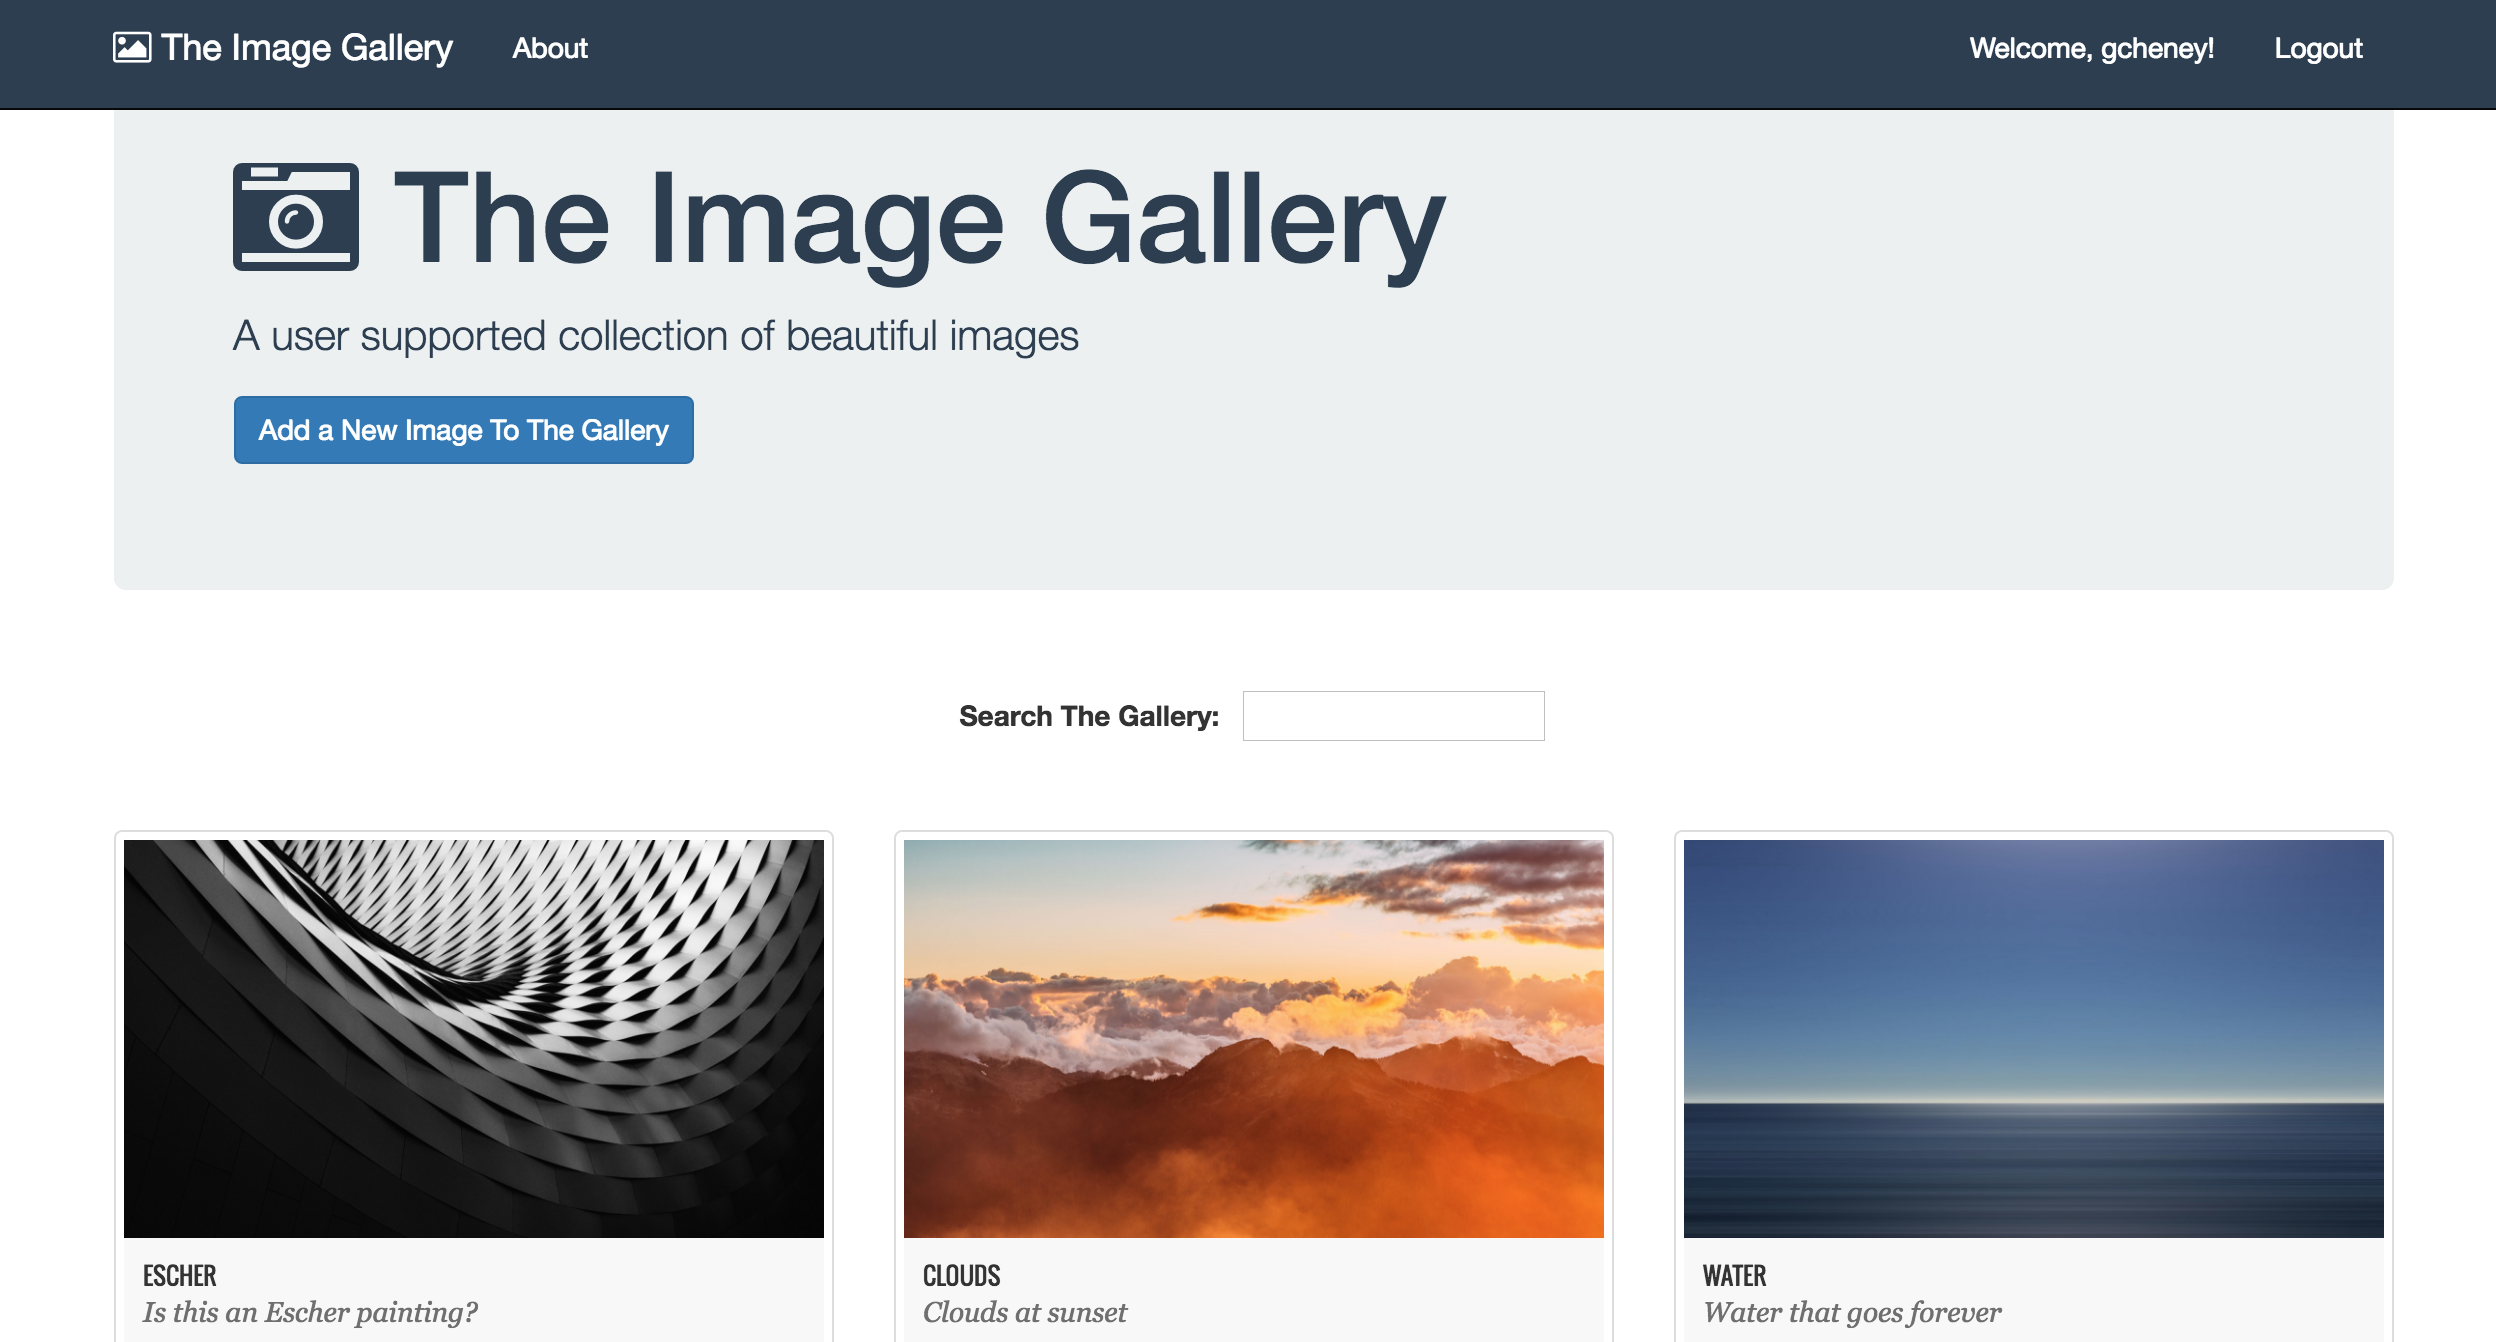 The Image Gallery About Welcome, gcheney! Logout
The Image Gallery
A user supported collection of beautiful images
Add a New Image To The Gallery
Search The Gallery:
ESCHER
Is this an Escher painting?
CLOUDS
Clouds at sunset
WATER
Water that goes forever